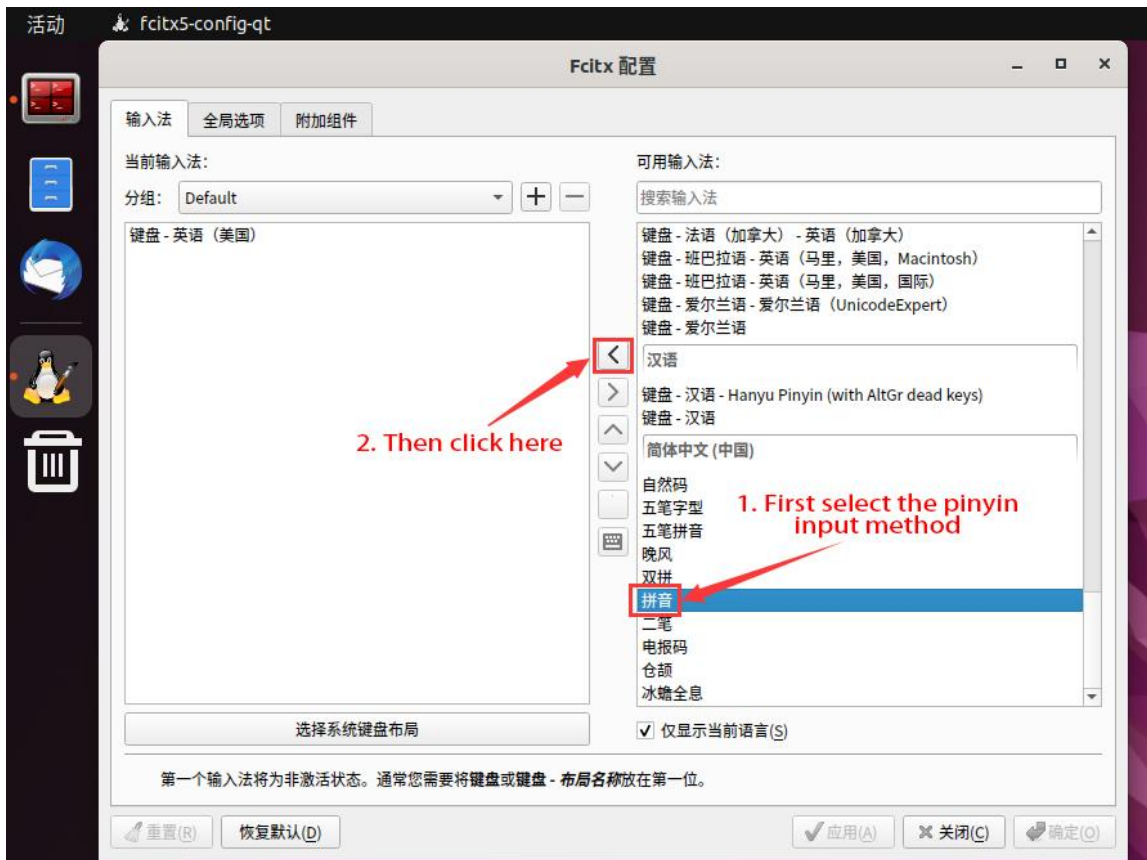 活动
fcitx5-config-qt
Fcitx 配置
输入法
全局选项
附加组件
当前输入法：
可用输入法：
分组：
Default
搜索输入法
键盘 - 英语（美国）
键盘 - 法语（加拿大） - 英语（加拿大）
键盘 - 班巴拉语 - 英语（马里，美国，Macintosh）
键盘 - 班巴拉语 - 英语（马里，美国，国际）
键盘 - 爱尔兰语 - 爱尔兰语（UnicodeExpert）
键盘 - 爱尔兰语
汉语
键盘 - 汉语 - Hanyu Pinyin (with AltGr dead keys)
键盘 - 汉语
2. Then click here
简体中文 (中国)
自然码
五笔字型
1. First select the pinyin
input method
五笔拼音
晚风
双拼
拼音
二笔
电报码
仓颉
冰蟾全息
选择系统键盘布局
仅显示当前语言(S)
第一个输入法将为非激活状态。通常您需要将键盘或键盘 - 布局名称放在第一位。
重置(R)
恢复默认(D)
应用(A)
关闭(C)
确定(O)